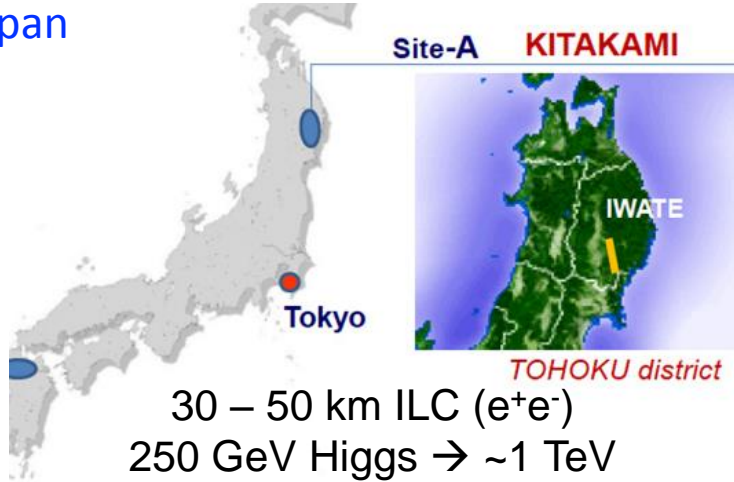 pan
Site-A KITAKAMI
IWATE
Tokyo
TOHOKU district
30 – 50 km ILC (e⁺e⁻)
250 GeV Higgs → ~1 TeV